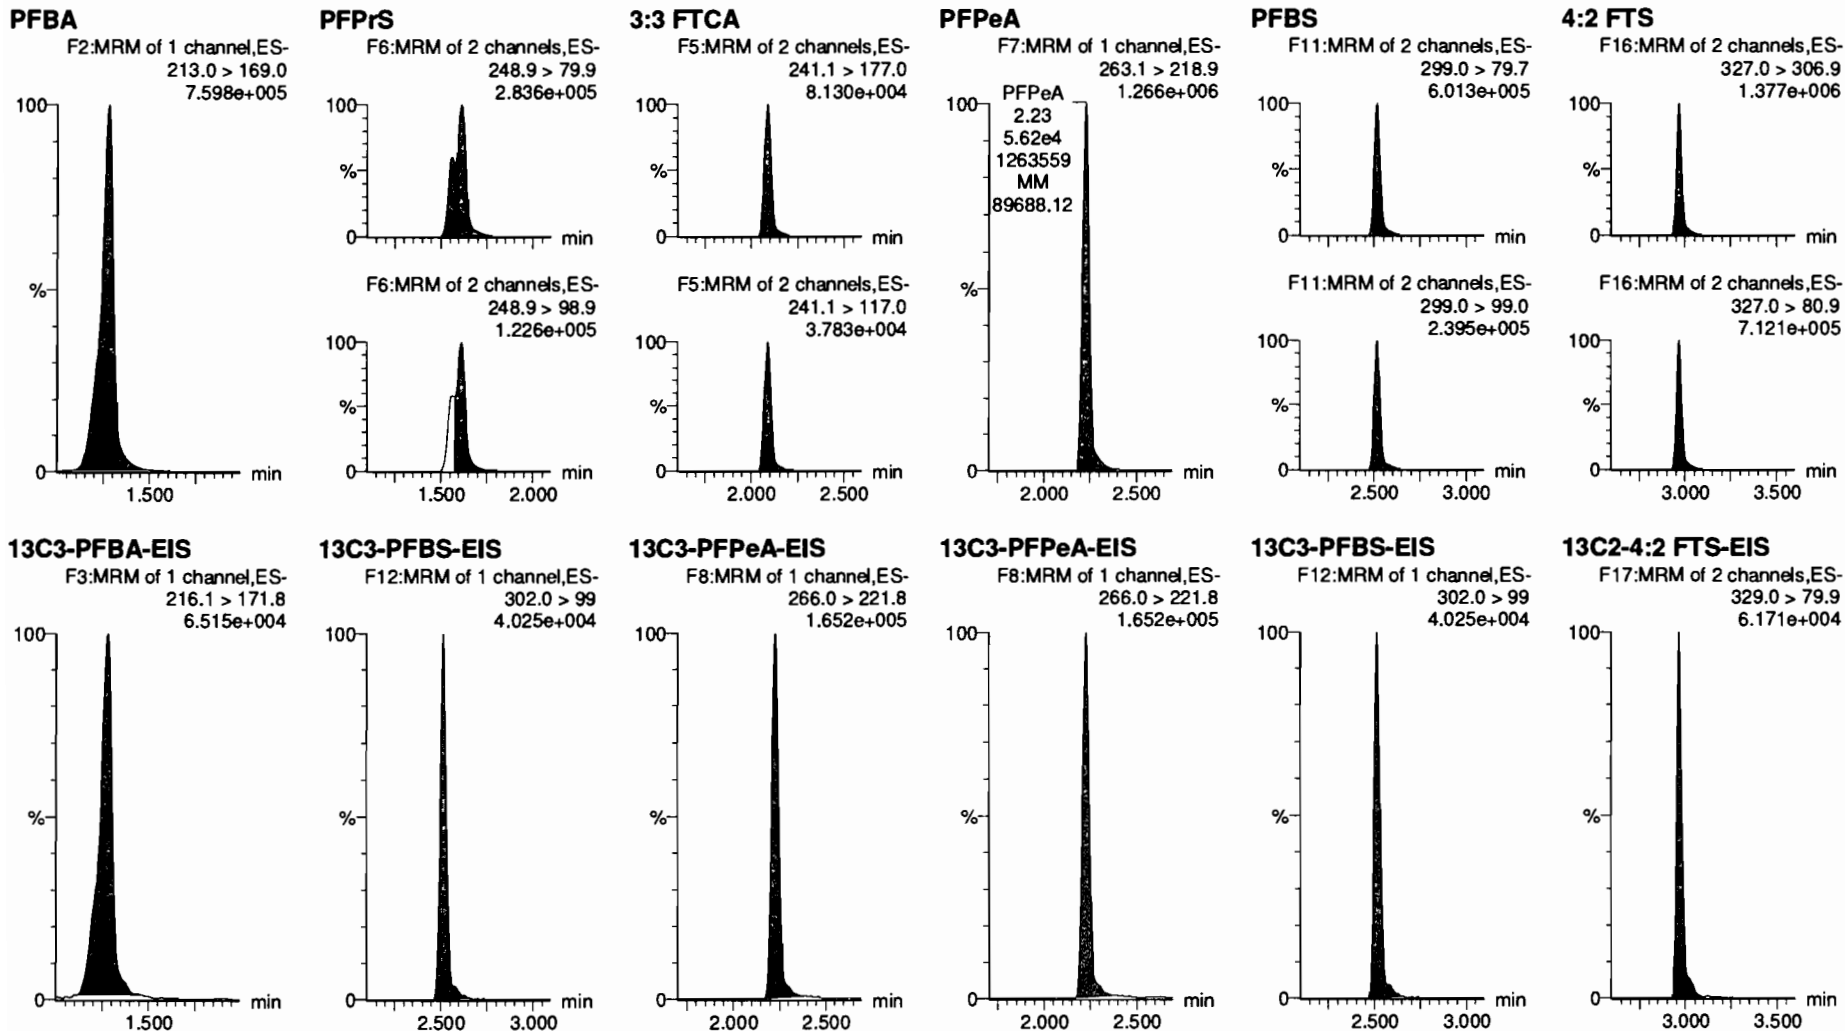 PFBA
F2:MRM of 1 channel,ES-
213.0 > 169.0
7.598e+005
100
%
0
min
1.500
PFPrS
F6:MRM of 2 channels,ES-
248.9 > 79.9
2.836e+005
100
%
0
min
F6:MRM of 2 channels,ES-
248.9 > 98.9
1.226e+005
100
%
0
min
1.500
2.000
3:3 FTCA
F5:MRM of 2 channels,ES-
241.1 > 177.0
8.130e+004
100
%
0
min
F5:MRM of 2 channels,ES-
241.1 > 117.0
3.783e+004
100
%
0
min
2.000
2.500
PFPeA
F7:MRM of 1 channel,ES-
263.1 > 218.9
1.266e+006
100
PFPeA
2.23
5.62e4
1263559
MM
89688.12
%
0
min
2.000
2.500
PFBS
F11:MRM of 2 channels,ES-
299.0 > 79.7
6.013e+005
100
%
0
min
F11:MRM of 2 channels,ES-
299.0 > 99.0
2.395e+005
100
%
0
min
2.500
3.000
4:2 FTS
F16:MRM of 2 channels,ES-
327.0 > 306.9
1.377e+006
100
%
0
min
F16:MRM of 2 channels,ES-
327.0 > 80.9
7.121e+005
100
%
0
min
3.000
3.500
13C3-PFBA-EIS
F3:MRM of 1 channel,ES-
216.1 > 171.8
6.515e+004
100
%
0
min
1.500
13C3-PFBS-EIS
F12:MRM of 1 channel,ES-
302.0 > 99
4.025e+004
100
%
0
min
2.500
3.000
13C3-PFPeA-EIS
F8:MRM of 1 channel,ES-
266.0 > 221.8
1.652e+005
100
%
0
min
2.000
2.500
13C3-PFPeA-EIS
F8:MRM of 1 channel,ES-
266.0 > 221.8
1.652e+005
100
%
0
min
2.000
2.500
13C3-PFBS-EIS
F12:MRM of 1 channel,ES-
302.0 > 99
4.025e+004
100
%
0
min
2.500
3.000
13C2-4:2 FTS-EIS
F17:MRM of 2 channels,ES-
329.0 > 79.9
6.171e+004
100
%
0
min
3.000
3.500